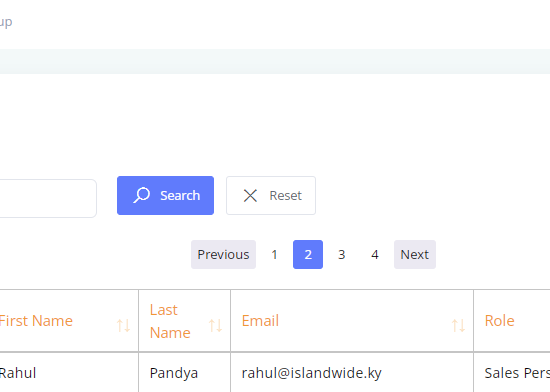 up
Search Reset
Previous 1 2 3 4 Next
First Name Last Name Email Role
Rahul Pandya rahul@islandwide.ky Sales Pers